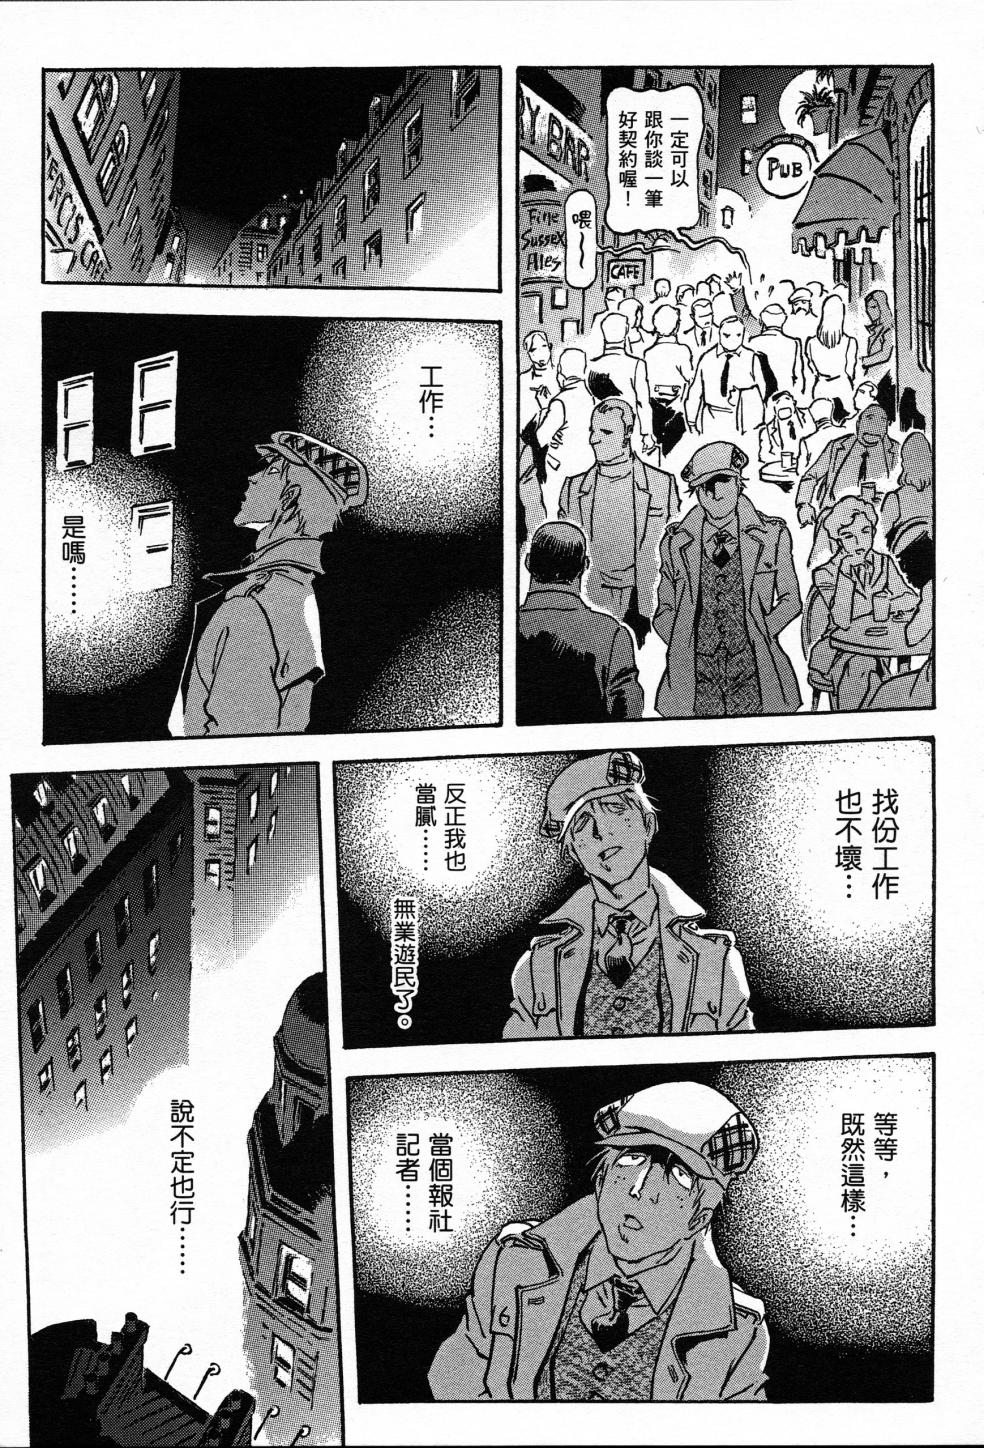 一定可以
跟你談一筆
好契約喔！
喂～
PUB
Y BAR
Fine
Sussex
Ales
CAFE
工作…
是嗎……
找份工作
也不壞…
反正我也
當膩……
無業遊民了。
等等，
既然這樣…
當個報社
記者……
說不定也行……